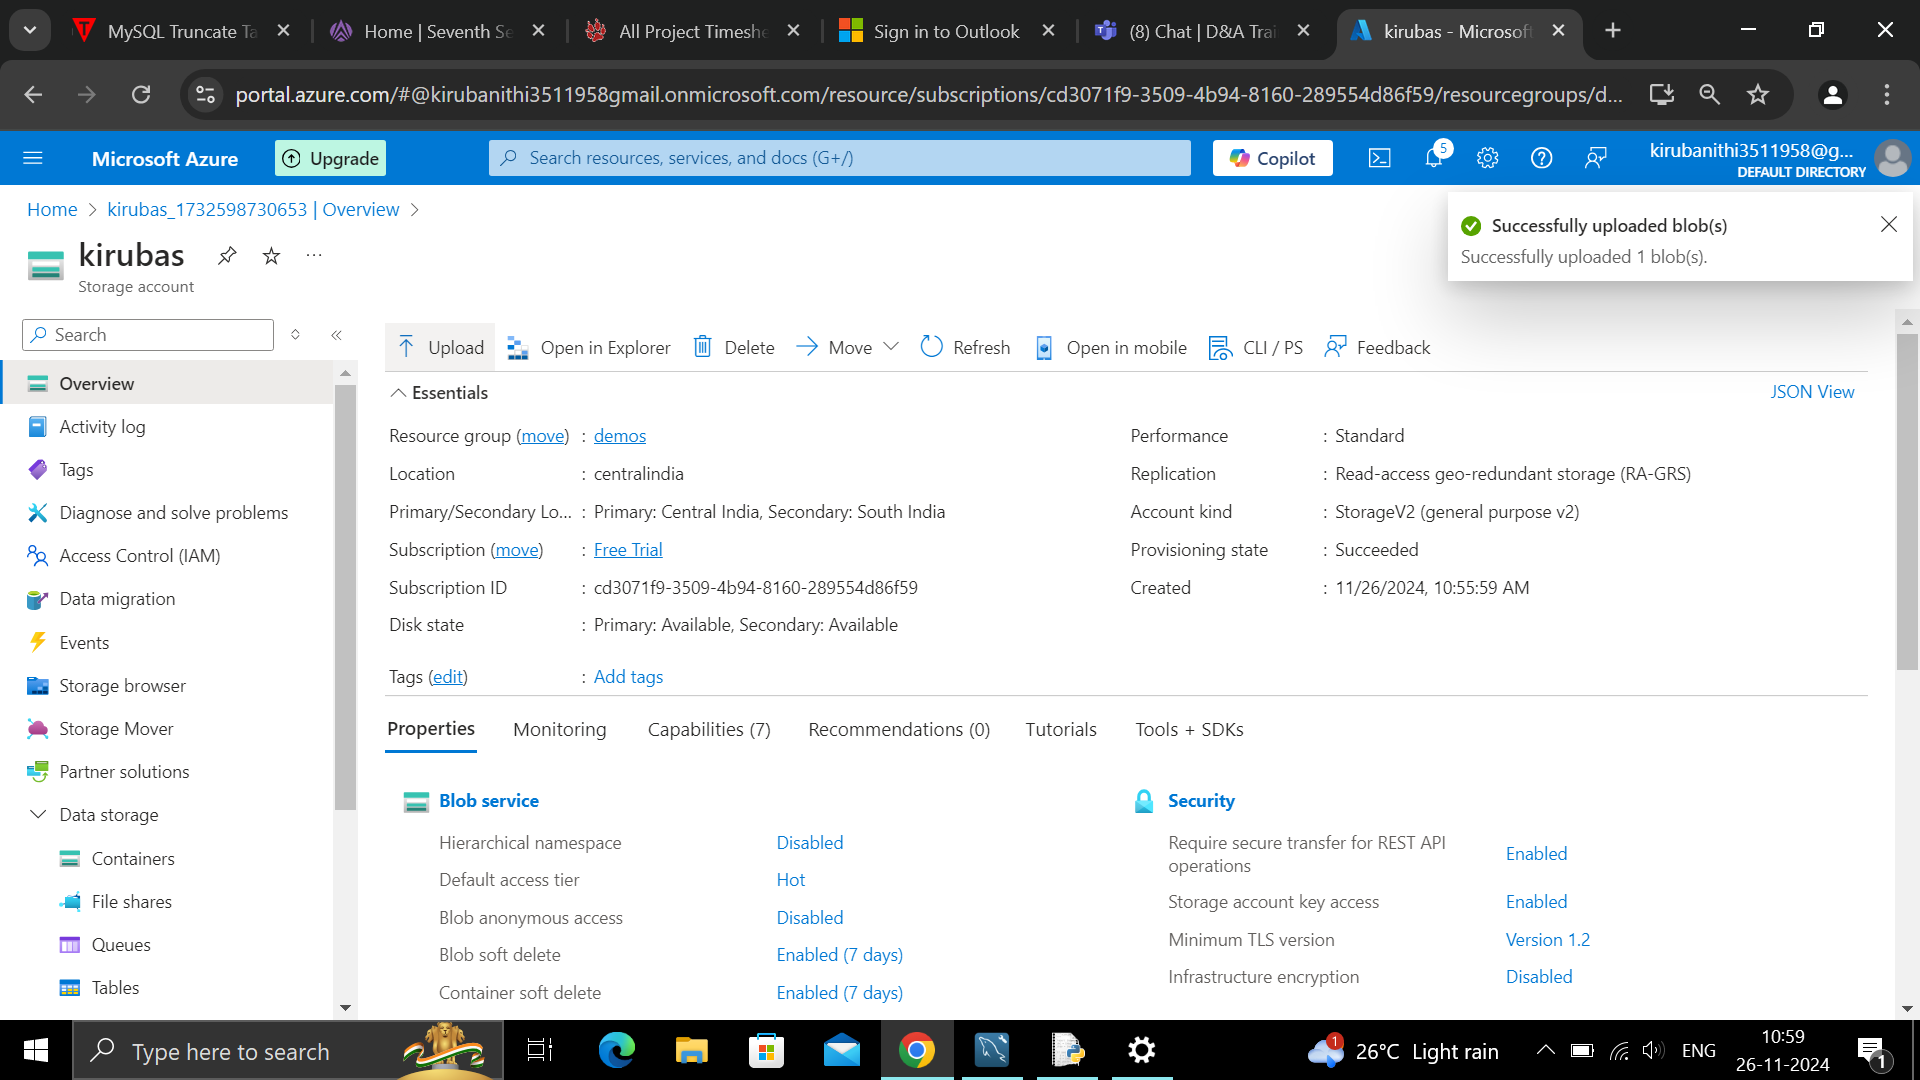 MySQL Truncate Ta
Home | Seventh Se
All Project Timeshe
Sign in to Outlook
(8) Chat | D&A Trai
kirubas - Microsoft
portal.azure.com/#@kirubanithi3511958gmail.onmicrosoft.com/resource/subscriptions/cd3071f9-3509-4b94-8160-289554d86f59/resourcegroups/d...
Microsoft Azure
Upgrade
Search resources, services, and docs (G+/)
Copilot
5
kirubanithi3511958@g...
DEFAULT DIRECTORY
Home > kirubas_1732598730653 | Overview >
Successfully uploaded blob(s)
Successfully uploaded 1 blob(s).
kirubas
...
Storage account
Search
Overview
Activity log
Tags
Diagnose and solve problems
Access Control (IAM)
Data migration
Events
Storage browser
Storage Mover
Partner solutions
Data storage
Containers
File shares
Queues
Tables
Upload
Open in Explorer
Delete
Move
Refresh
Open in mobile
CLI / PS
Feedback
Essentials
JSON View
Resource group (move) : demos
Location : centralindia
Primary/Secondary Lo... : Primary: Central India, Secondary: South India
Subscription (move) : Free Trial
Subscription ID : cd3071f9-3509-4b94-8160-289554d86f59
Disk state : Primary: Available, Secondary: Available
Tags (edit) : Add tags
Performance : Standard
Replication : Read-access geo-redundant storage (RA-GRS)
Account kind : StorageV2 (general purpose v2)
Provisioning state : Succeeded
Created : 11/26/2024, 10:55:59 AM
Properties
Monitoring
Capabilities (7)
Recommendations (0)
Tutorials
Tools + SDKs
Blob service
Hierarchical namespace Disabled
Default access tier Hot
Blob anonymous access Disabled
Blob soft delete Enabled (7 days)
Container soft delete Enabled (7 days)
Security
Require secure transfer for REST API
operations
Enabled
Storage account key access Enabled
Minimum TLS version Version 1.2
Infrastructure encryption Disabled
Type here to search
1
26°C Light rain
ENG
10:59
26-11-2024
1